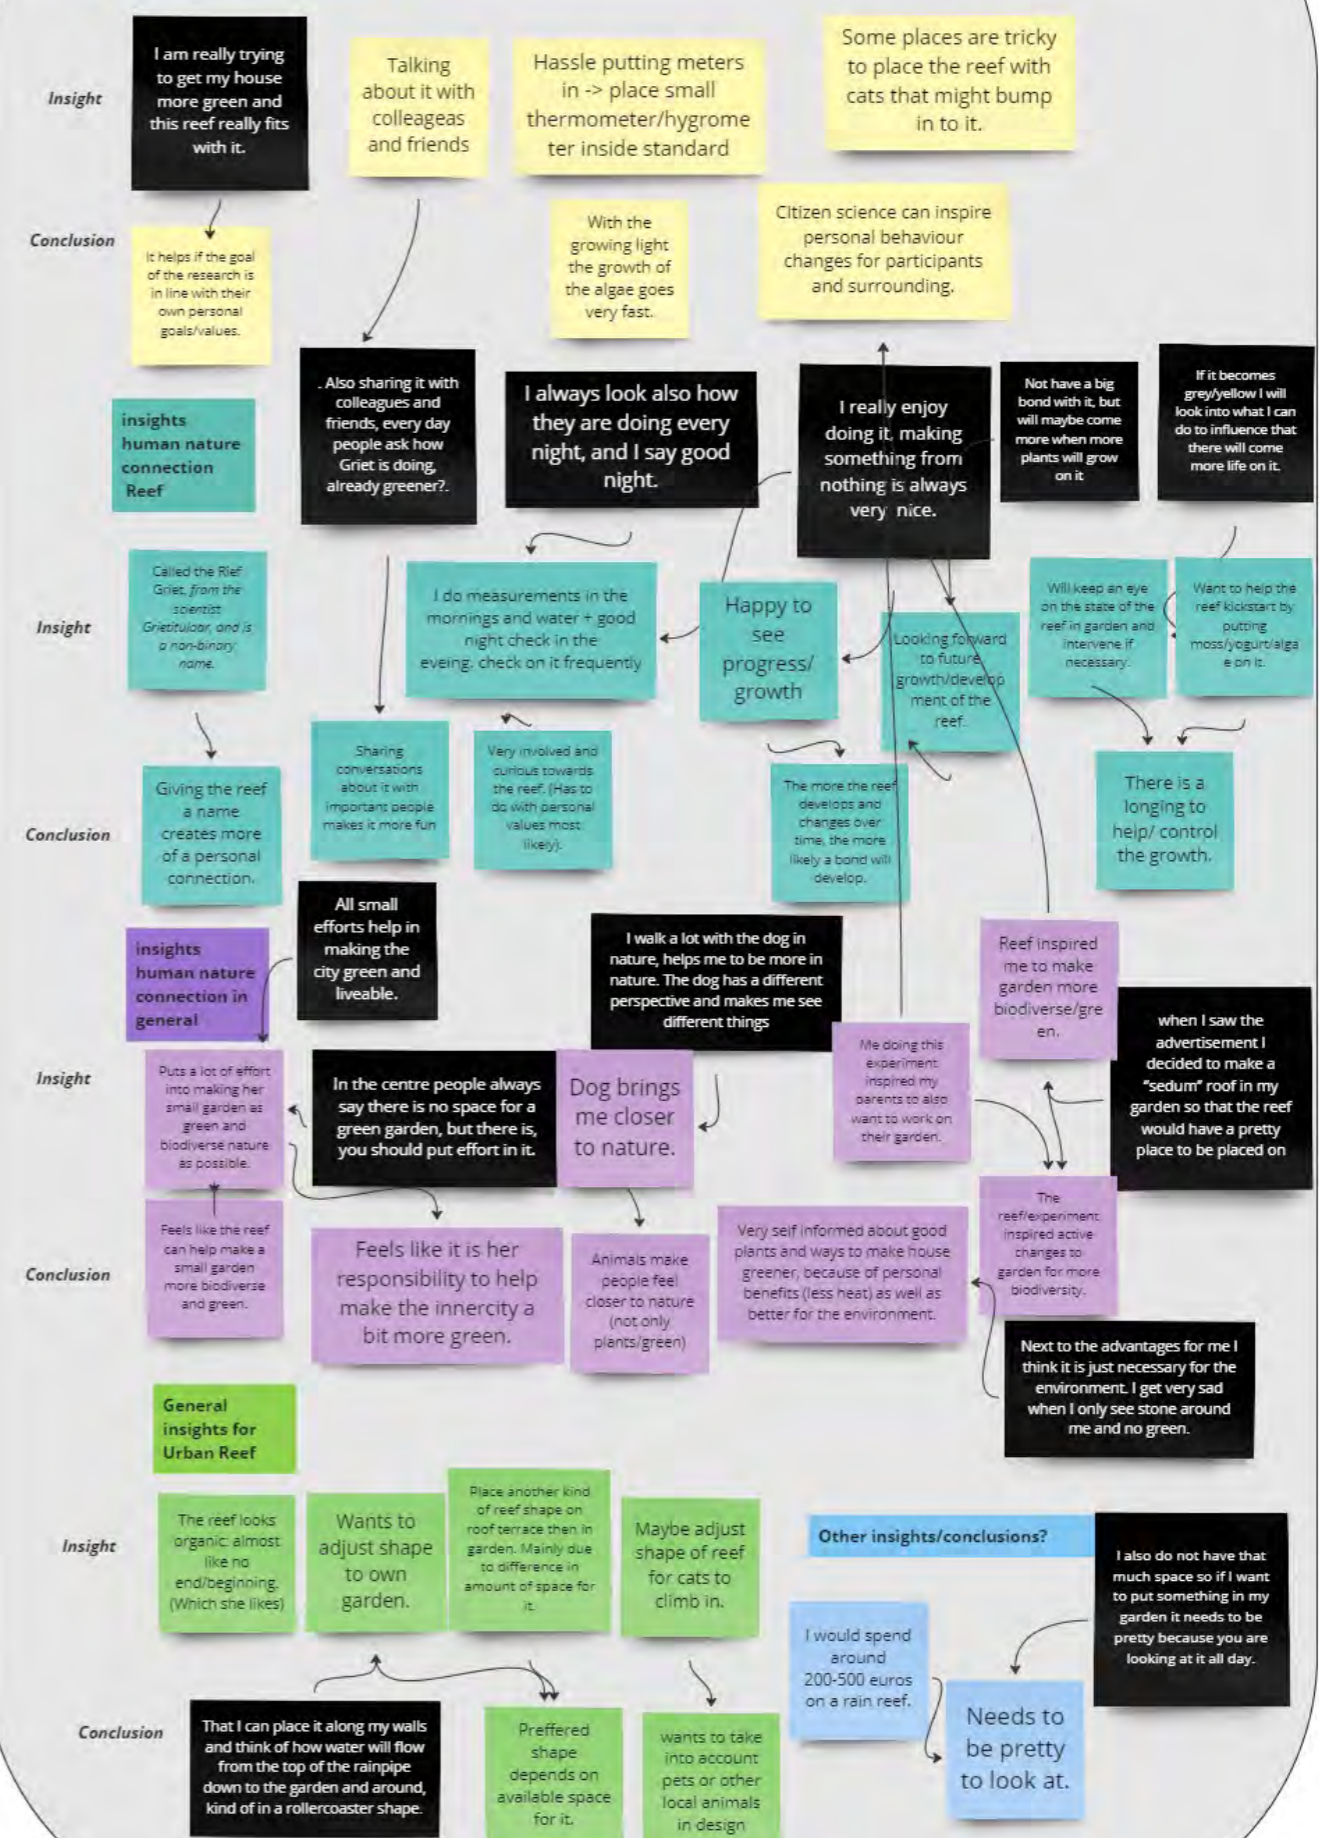 Insight
I am really trying
to get my house
more green and
this reef really fits
with it.
Talking
about it with
colleageas
and friends
Hassle putting meters
in -> place small
thermometer/hygrome
ter inside standard
Some places are tricky
to place the reef with
cats that might bump
in to it.
Conclusion
It helps if the goal
of the research is
in line with their
own personal
goals/values.
With the
growing light
the growth of
the algae goes
very fast.
Citizen science can inspire
personal behaviour
changes for participants
and surrounding.
insights
human nature
connection
Reef
. Also sharing it with
colleagues and
friends, every day
people ask how
Griet is doing,
already greener?.
I always look also how
they are doing every
night, and I say good
night.
I really enjoy
doing it, making
something from
nothing is always
very nice.
Not have a big
bond with it, but
will maybe come
more when more
plants will grow
on it
If it becomes
grey/yellow I will
look into what I can
do to influence that
there will come
more life on it.
Insight
Called the Rief
Griet, from the
scientist
Grietituloor, and is
a non-binary
name.
I do measurements in the
mornings and water + good
night check in the
eveing. check on it frequently
Happy to
see
progress/
growth
Looking forward
to future
growth/develop
ment of the
reef.
Will keep an eye
on the state of the
reef in garden and
intervene if
necessary.
Want to help the
reef kickstart by
putting
moss/yogurt/alga
e on it.
Conclusion
Giving the reef
a name
creates more
of a personal
connection.
Sharing
conversations
about it with
important people
makes it more fun
Very involved and
curious towards
the reef. (Has to
do with personal
values most
likely).
The more the reef
develops and
changes over
time, the more
likely a bond will
develop.
There is a
longing to
help/ control
the growth.
insights
human nature
connection in
general
All small
efforts help in
making the
city green and
liveable.
I walk a lot with the dog in
nature, helps me to be more in
nature. The dog has a different
perspective and makes me see
different things
Reef inspired
me to make
garden more
biodiverse/gre
en.
when I saw the
advertisement I
decided to make a
"sedum" roof in my
garden so that the reef
would have a pretty
place to be placed on
Insight
Puts a lot of effort
into making her
small garden as
green and
biodiverse nature
as possible.
In the centre people always
say there is no space for a
green garden, but there is,
you should put effort in it.
Dog brings
me closer
to nature.
Me doing this
experiment
inspired my
parents to also
want to work on
their garden.
Conclusion
Feels like the reef
can help make a
small garden
more biodiverse
and green.
Feels like it is her
responsibility to help
make the innercity a
bit more green.
Animals make
people feel
closer to nature
(not only
plants/green)
Very self informed about good
plants and ways to make house
greener, because of personal
benefits (less heat) as well as
better for the environment.
The
reef/experiment
inspired active
changes to
garden for more
biodiversity.
Next to the advantages for me I
think it is just necessary for the
environment. I get very sad
when I only see stone around
me and no green.
General
insights for
Urban Reef
Insight
The reef looks
organic, almost
like no
end/beginning.
(Which she likes)
Wants to
adjust shape
to own
garden.
Place another kind
of reef shape on
roof terrace then in
garden. Mainly due
to difference in
amount of space for
it.
Maybe adjust
shape of reef
for cats to
climb in.
Other insights/conclusions?
I also do not have that
much space so if I want
to put something in my
garden it needs to be
pretty because you are
looking at it all day.
I would spend
around
200-500 euros
on a rain reef.
Needs to
be pretty
to look at.
Conclusion
That I can place it along my walls
and think of how water will flow
from the top of the rainpipe
down to the garden and around,
kind of in a rollercoaster shape.
Preffered
shape
depends on
available space
for it.
wants to take
into account
pets or other
local animals
in design